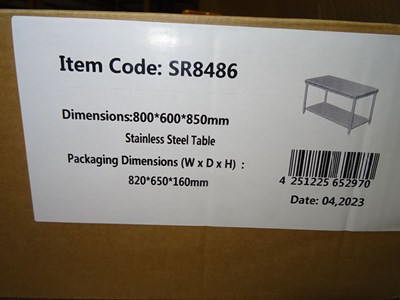 Item Code: SR8486
Dimensions:800*600*850mm
Stainless Steel Table
Packaging Dimensions (W x D x H) :
820*650*160mm
4 251225 652970
Date: 04,2023